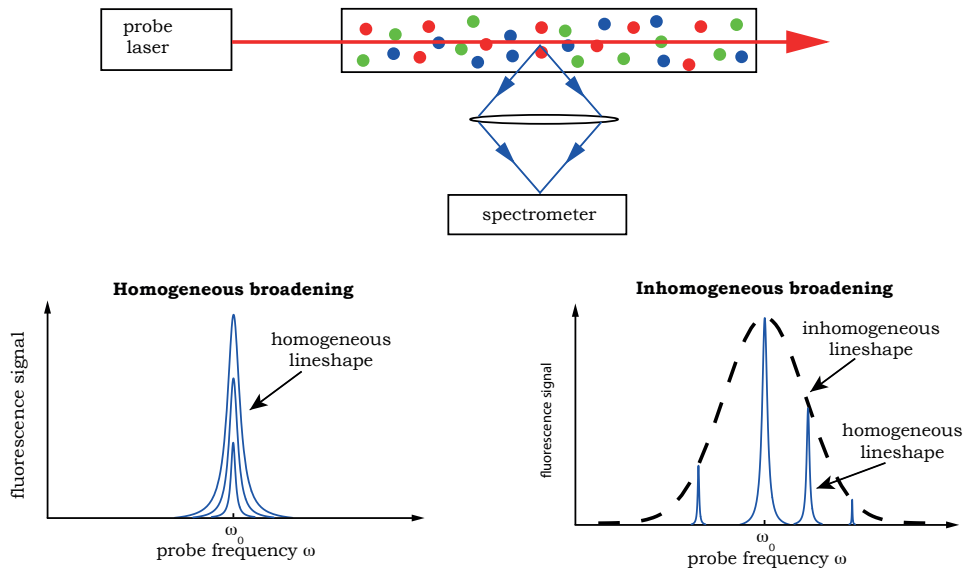 probe
laser
spectrometer
Homogeneous broadening
homogeneous
lineshape
fluorescence signal
ω₀
probe frequency ω
Inhomogeneous broadening
inhomogeneous
lineshape
homogeneous
lineshape
fluorescence signal
ω₀
probe frequency ω